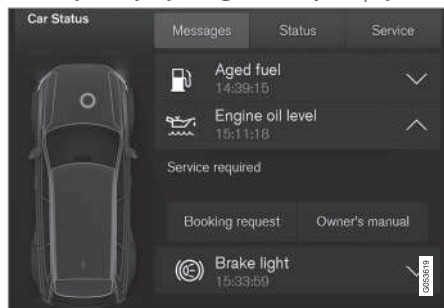 Car Status
Messages Status Service
Aged fuel
14:39:15
Engine oil level
15:11:18
Service required
Booking request Owner's manual
Brake light
15:33:59
G053619